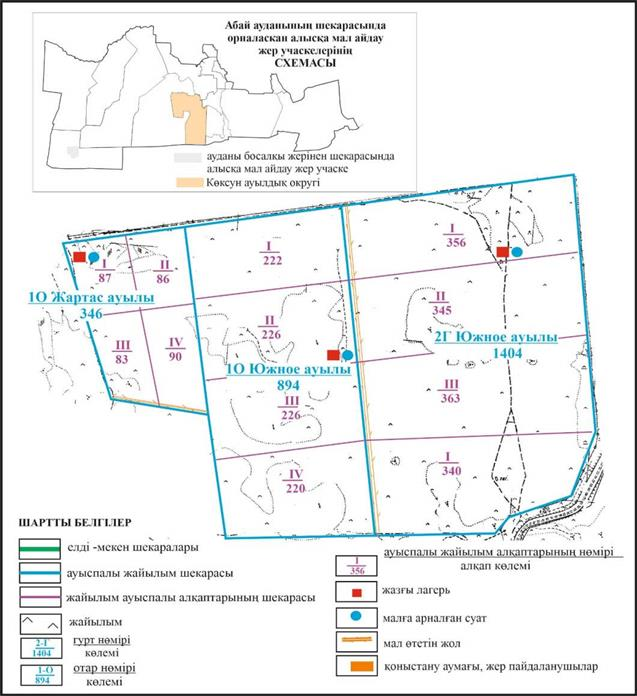 Абай ауданының шекарасында
орналаскан алысқа мал айдау
жер учаскелерінің
СХЕМАСЫ
ауданы босалқы жерінен шекарасында
алысқа мал айдау жер учаске
Көксун ауылдық округі
I
87
II
86
1О Жартас ауылы
346
III
83
IV
90
I
222
II
226
1О Южное ауылы
894
III
226
IV
220
I
356
II
345
2Г Южное ауылы
1404
III
363
I
340
ШАРТТЫ БЕЛГІЛЕР
елді -мекен шекаралары
ауыспалы жайылым шекарасы
жайылым ауыспалы алқаптарының шекарасы
жайылым
2-Г
1404
гурт нөмірі
көлемі
1-О
894
отар нөмірі
көлемі
I
356
ауыспалы жайылым алқаптарының нөмірі
алқап көлемі
жазғы лагерь
малға арналған суат
мал өтетін жол
қоныстану аумағы, жер пайдаланушылар